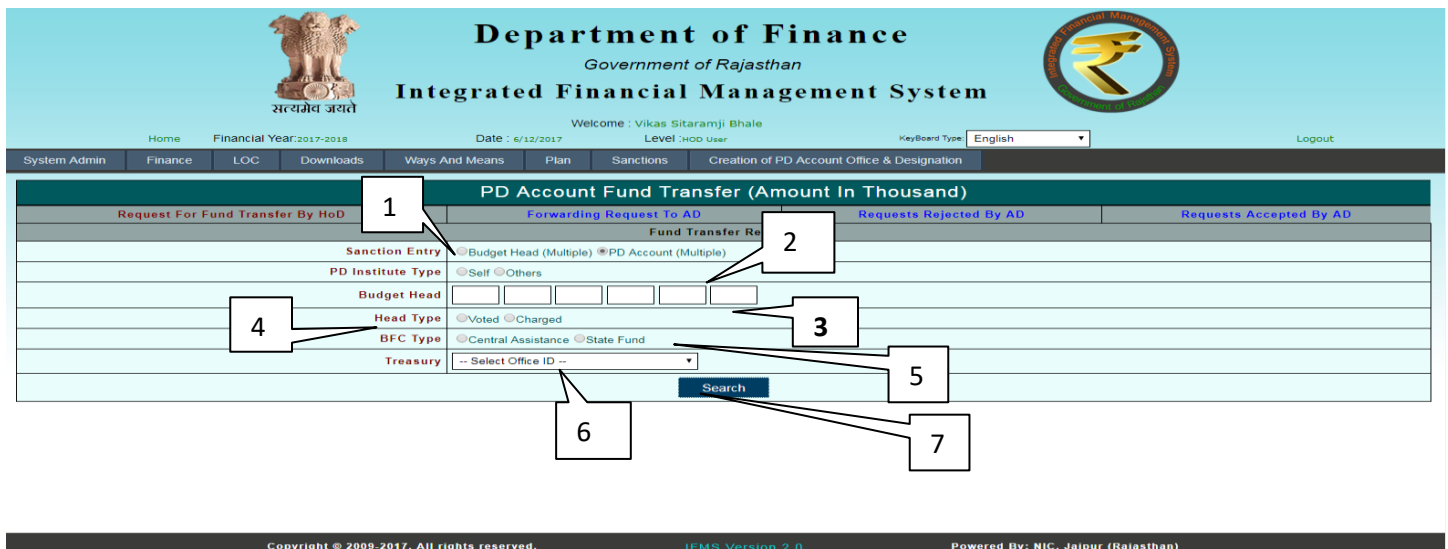 Department of Finance
Government of Rajasthan
Integrated Financial Management System
सत्यमेव जयते
Integrated Financial Management System
Government of
Welcome : Vikas Sitaramji Bhale
Home Financial Year:2017-2018 Date : 6/12/2017 Level :HOD User KeyBoard Type: English Logout
System Admin Finance LOC Downloads Ways And Means Plan Sanctions Creation of PD Account Office & Designation
PD Account Fund Transfer (Amount In Thousand)
1
Request For Fund Transfer By HoD Forwarding Request To AD Requests Rejected By AD Requests Accepted By AD
Fund Transfer Re
2
Sanction Entry Budget Head (Multiple) PD Account (Multiple)
PD Institute Type Self Others
Budget Head
3
4
Head Type Voted Charged
BFC Type Central Assistance State Fund
5
Treasury -- Select Office ID --
Search
6
7
Copyright © 2009-2017. All rights reserved. IFMS Version 2.0 Powered By: NIC, Jaipur (Rajasthan)